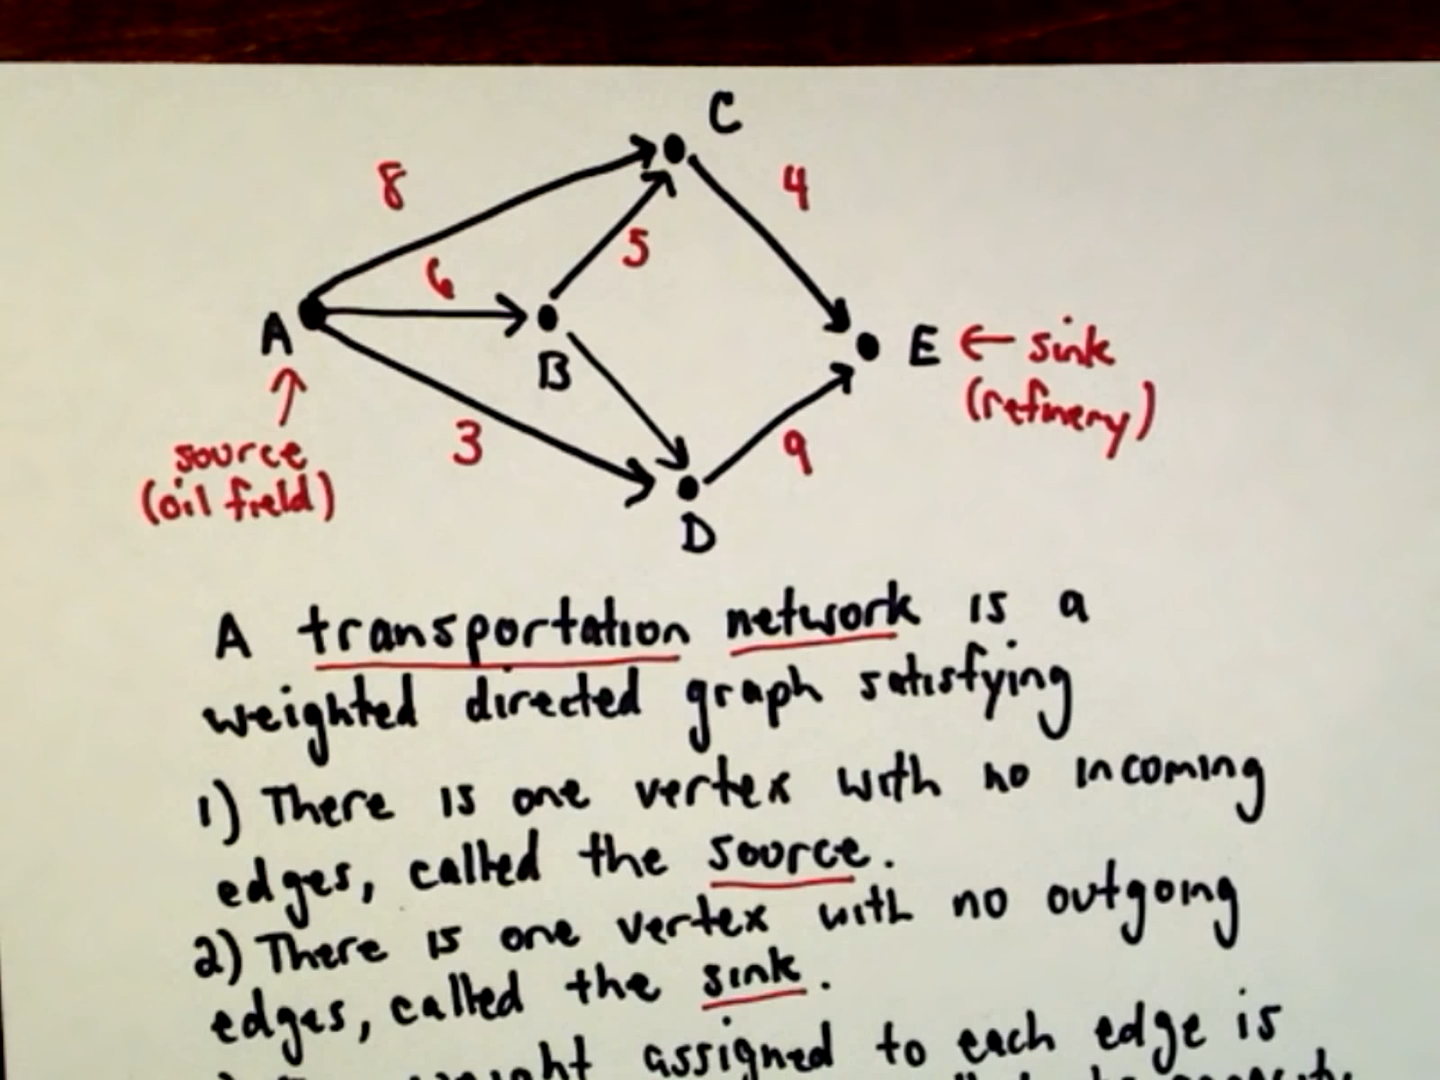 C
8
4
6
5
A
B
E ← sink
(refinery)
3
9
source
(oil field)
D
A transportation network is a
weighted directed graph satisfying
1) There is one vertex with no incoming
edges, called the source.
2) There is one vertex with no outgoing
edges, called the sink.
assigned to each edge is